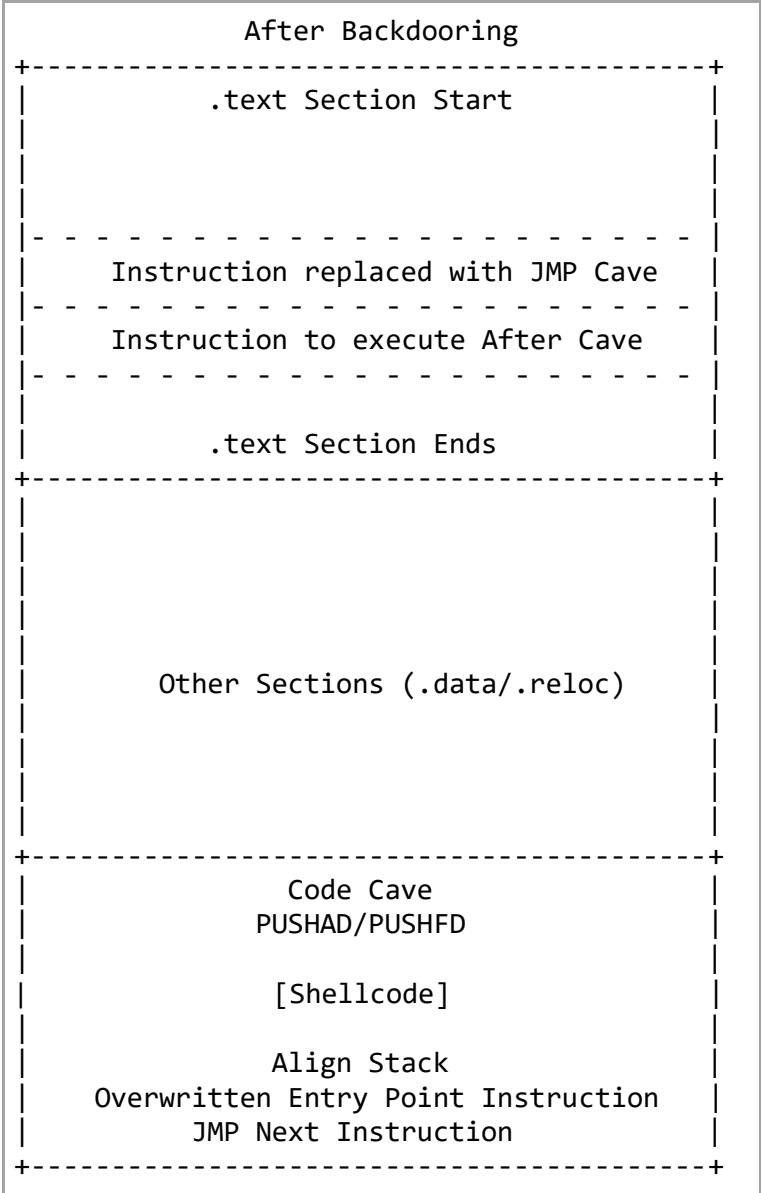 After Backdooring
+------------------------------------------+
| .text Section Start |
|- - - - - - - - - - - - - - - - - - - - - |
| Instruction replaced with JMP Cave |
|- - - - - - - - - - - - - - - - - - - - - |
| Instruction to execute After Cave |
|- - - - - - - - - - - - - - - - - - - - - |
| .text Section Ends |
+------------------------------------------+
| Other Sections (.data/.reloc) |
+------------------------------------------+
| Code Cave |
| PUSHAD/PUSHFD |
| [Shellcode] |
| Align Stack |
| Overwritten Entry Point Instruction |
| JMP Next Instruction |
+------------------------------------------+